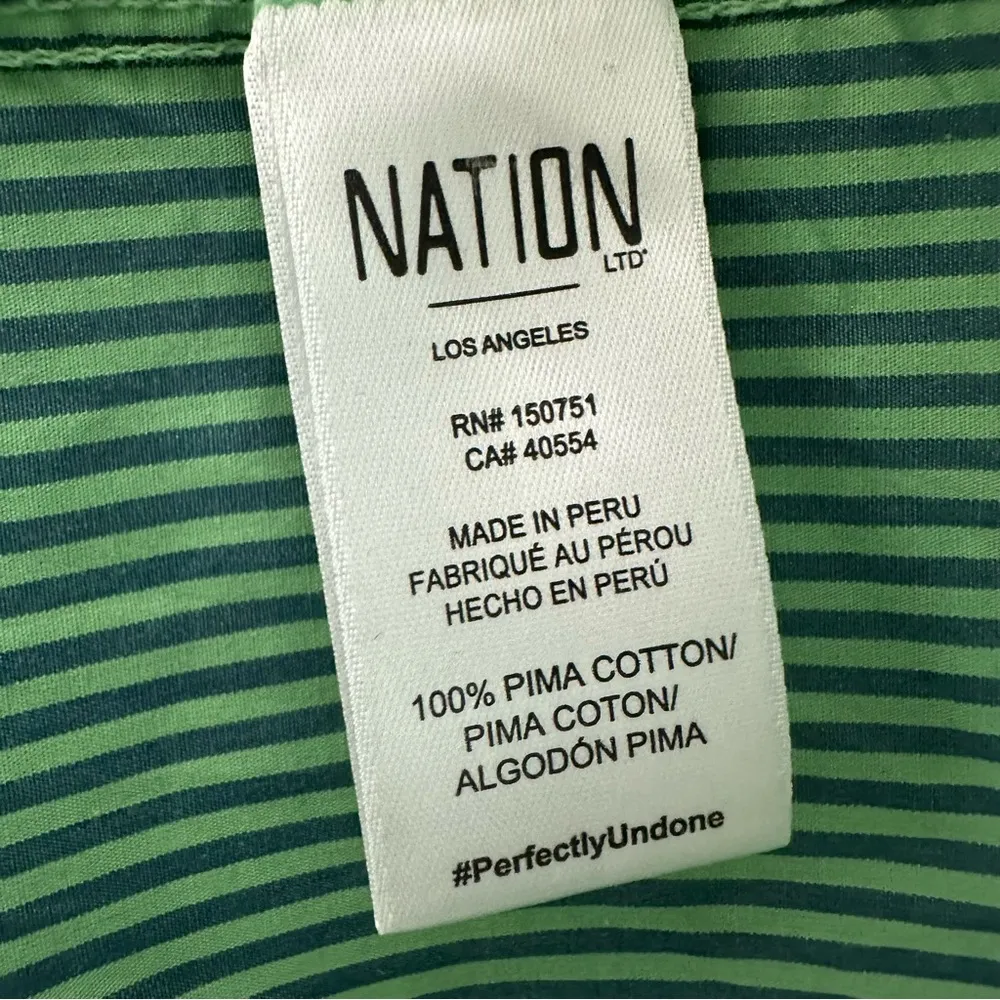 NATION
LTD
LOS ANGELES
RN# 150751
CA# 40554
MADE IN PERU
FABRIQUÉ AU PÉROU
HECHO EN PERÚ
100% PIMA COTTON/
PIMA COTON/
ALGODÓN PIMA
#PerfectlyUndone